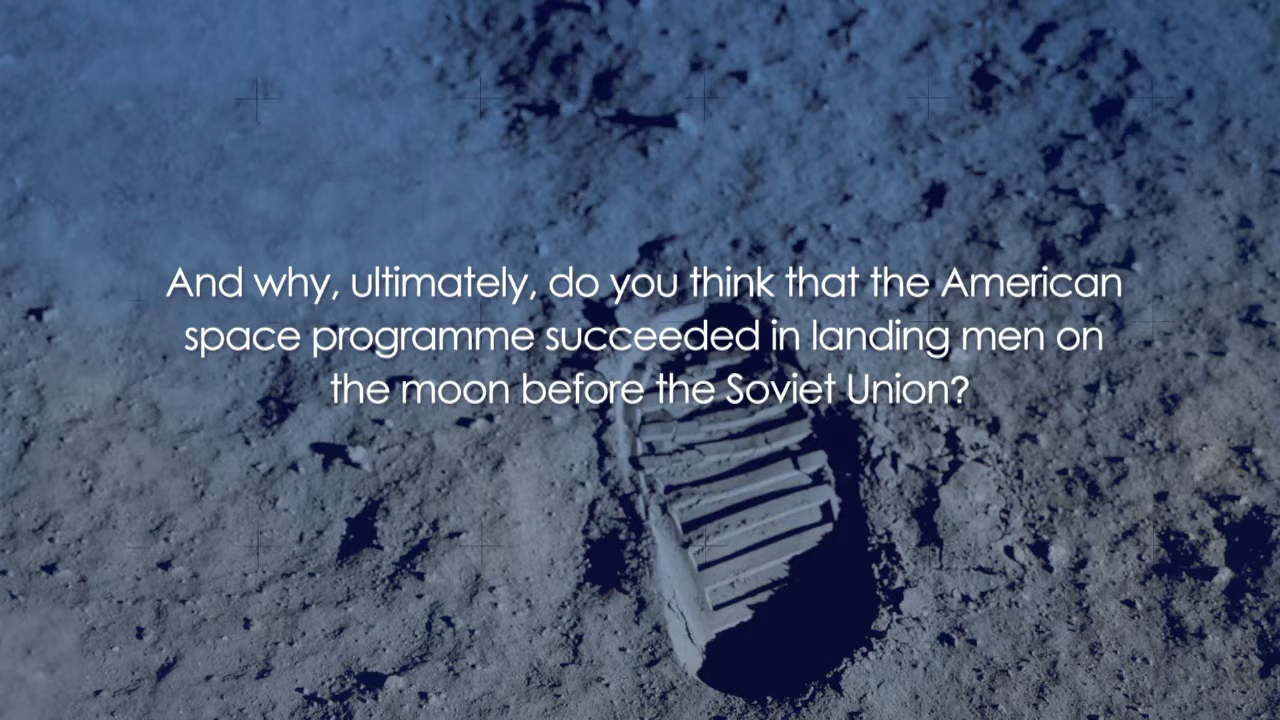 And why, ultimately, do you think that the American
space programme succeeded in landing men on
the moon before the Soviet Union?